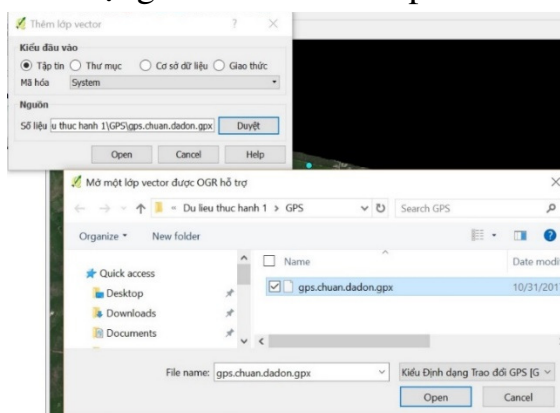 Thêm lớp vector ? ×
Kiểu đầu vào
Tập tin Thư mục Cơ sở dữ liệu Giao thức
Mã hóa System
Nguồn
Số liệu u thuc hanh 1\GPS\gps.chuan.dadon.gpx Duyệt
Open Cancel Help
Mở một lớp vector được OGR hỗ trợ ×
« Du lieu thuc hanh 1 > GPS Search GPS
Organize New folder
Name Date modi
Quick access
Desktop
Downloads
Documents
gps.chuan.dadon.gpx 10/31/201
File name: gps.chuan.dadon.gpx Kiểu Định dạng Trao đổi GPS [G
Open Cancel